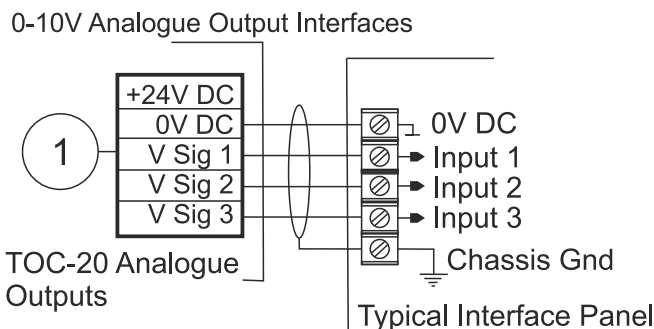 0-10V Analogue Output Interfaces
+24V DC
0V DC
V Sig 1
V Sig 2
V Sig 3
1
0V DC
Input 1
Input 2
Input 3
Chassis Gnd
TOC-20 Analogue
Outputs
Typical Interface Panel